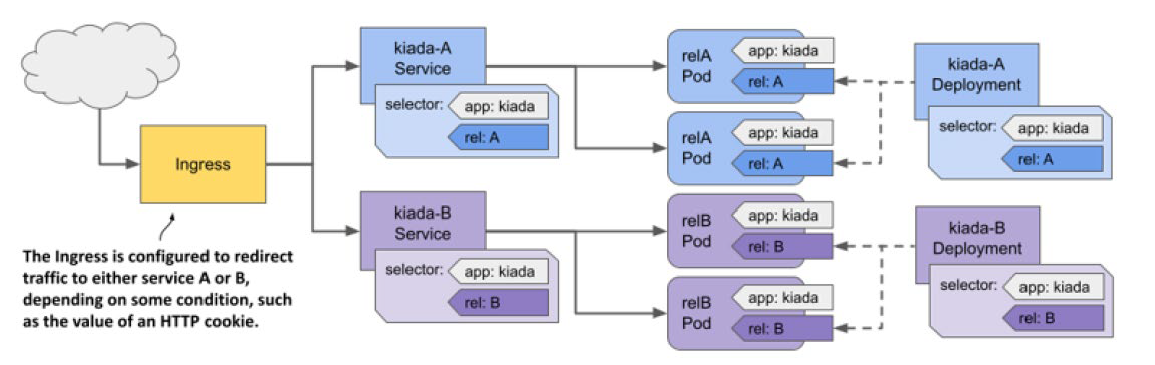 kiada-A
Service
selector:
app: kiada
rel: A
relA
Pod
app: kiada
rel: A
kiada-A
Deployment
selector:
app: kiada
rel: A
relA
Pod
app: kiada
rel: A
Ingress
The Ingress is configured to redirect
traffic to either service A or B,
depending on some condition, such
as the value of an HTTP cookie.
kiada-B
Service
selector:
app: kiada
rel: B
relB
Pod
app: kiada
rel: B
kiada-B
Deployment
selector:
app: kiada
rel: B
relB
Pod
app: kiada
rel: B